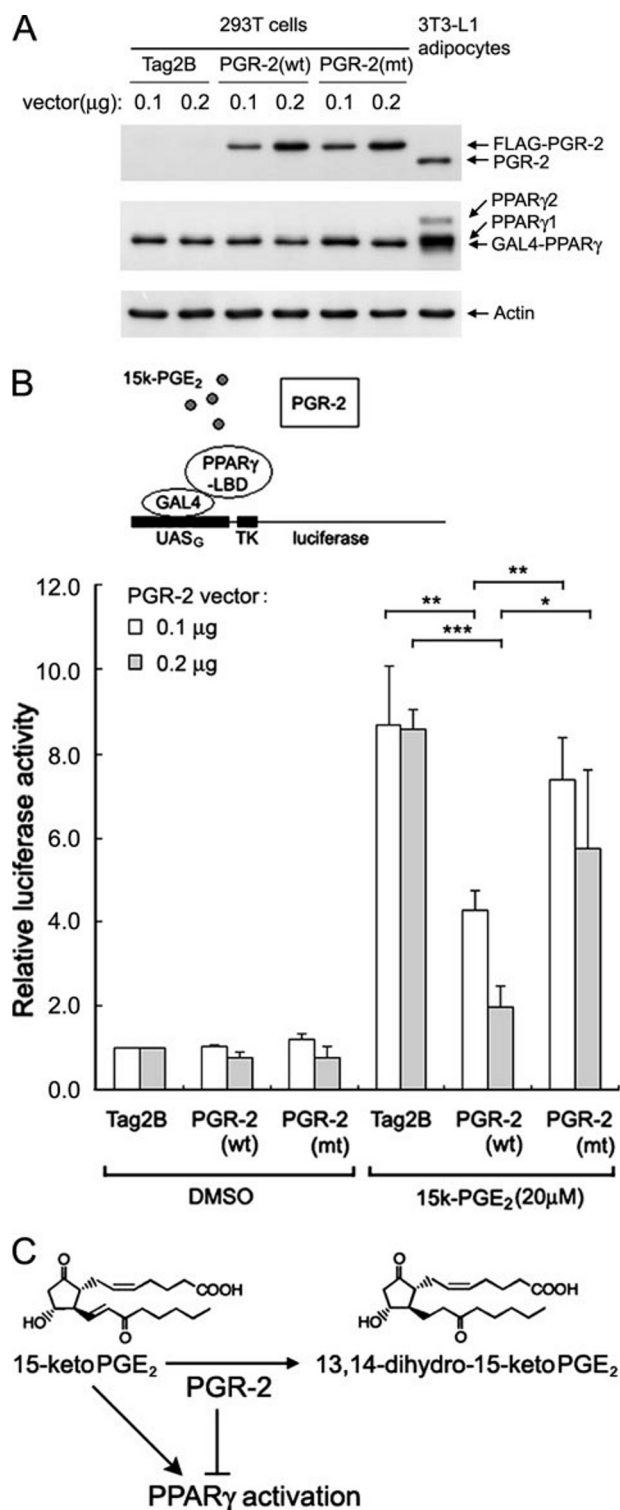 A
293T cells
3T3-L1
adipocytes
Tag2B PGR-2(wt) PGR-2(mt)
vector(μg): 0.1 0.2 0.1 0.2 0.1 0.2
FLAG-PGR-2
PGR-2
PPARγ2
PPARγ1
GAL4-PPARγ
Actin
B
15k-PGE2
PGR-2
PPARγ
-LBD
GAL4
UASG TK luciferase
PGR-2 vector:
0.1 μg
0.2 μg
** **
*** *
Relative luciferase activity
12.0
10.0
8.0
6.0
4.0
2.0
1.0
0.0
Tag2B PGR-2 (wt) PGR-2 (mt) Tag2B PGR-2 (wt) PGR-2 (mt)
DMSO 15k-PGE2(20μM)
C
O
COOH
HO
O
O
COOH
HO
O
15-ketoPGE2 13,14-dihydro-15-ketoPGE2
PGR-2
PPARγ activation